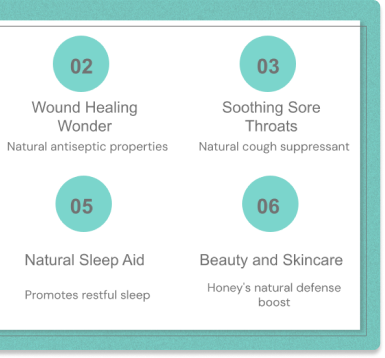 02
Wound Healing
Wonder
Natural antiseptic properties
03
Soothing Sore
Throats
Natural cough suppressant
05
Natural Sleep Aid
Promotes restful sleep
06
Beauty and Skincare
Honey's natural defense
boost